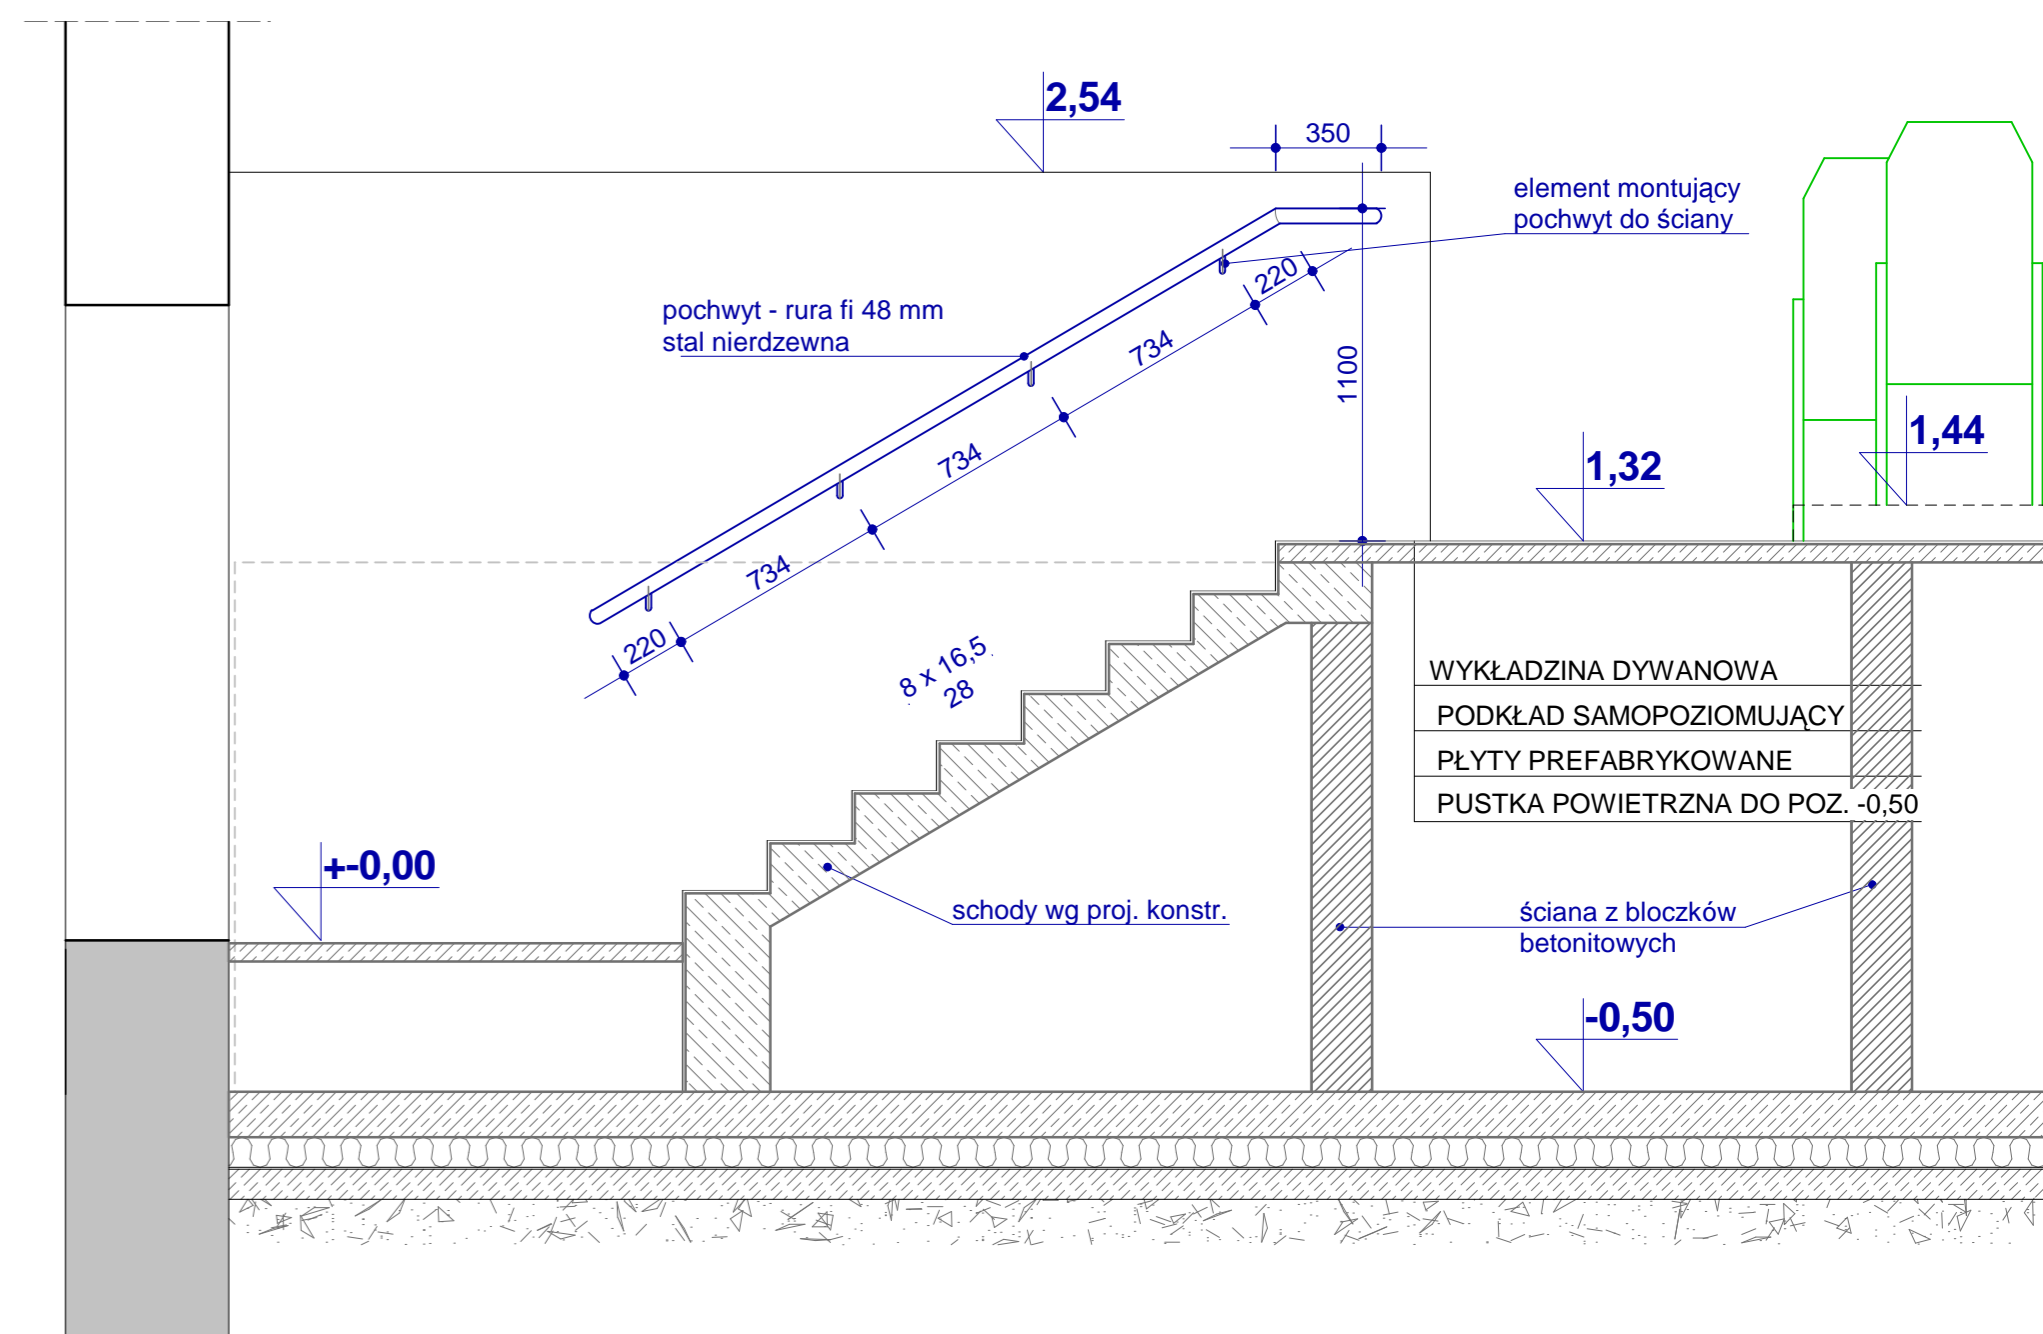 2,54
350
element montujący
pochwyt do ściany
220
pochwyt - rura fi 48 mm
stal nierdzewna
734
1100
1,44
734
1,32
734
220
8 x 16,5
28
WYKŁADZINA DYWANOWA
PODKŁAD SAMOPOZIOMUJĄCY
PŁYTY PREFABRYKOWANE
PUSTKA POWIETRZNA DO POZ. -0,50
+-0,00
schody wg proj. konstr.
ściana z bloczków
betonitowych
-0,50